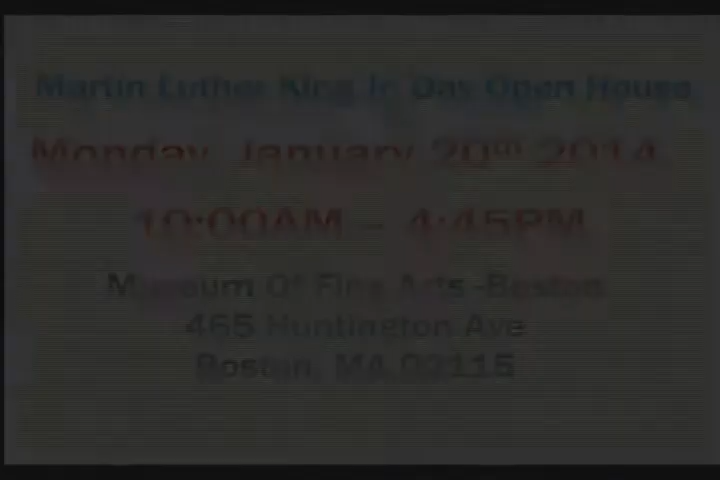 Martin Luther King Jr Day Open House
Monday, January 20th 2014
10:00AM – 4:45PM
Museum Of Fine Arts -Boston
465 Huntington Ave
Boston, MA 02115